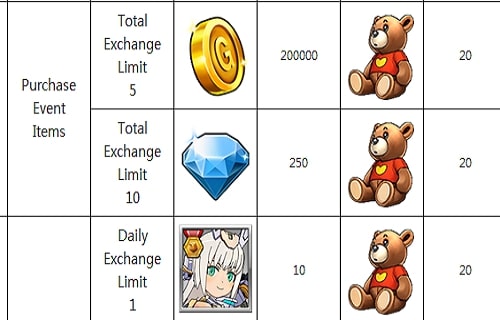 Purchase
Event
Items
Total
Exchange
Limit
5
G
200000
20
Total
Exchange
Limit
10
250
20
Daily
Exchange
Limit
1
10
20